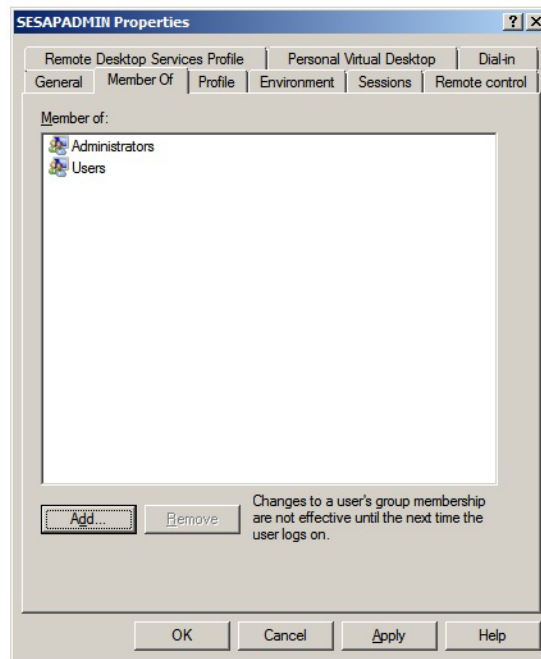 SESAPADMIN Properties
Remote Desktop Services Profile
Personal Virtual Desktop
Dial-in
General
Member Of
Profile
Environment
Sessions
Remote control
Member of:
Administrators
Users
Add...
Remove
Changes to a user's group membership
are not effective until the next time the
user logs on.
OK
Cancel
Apply
Help